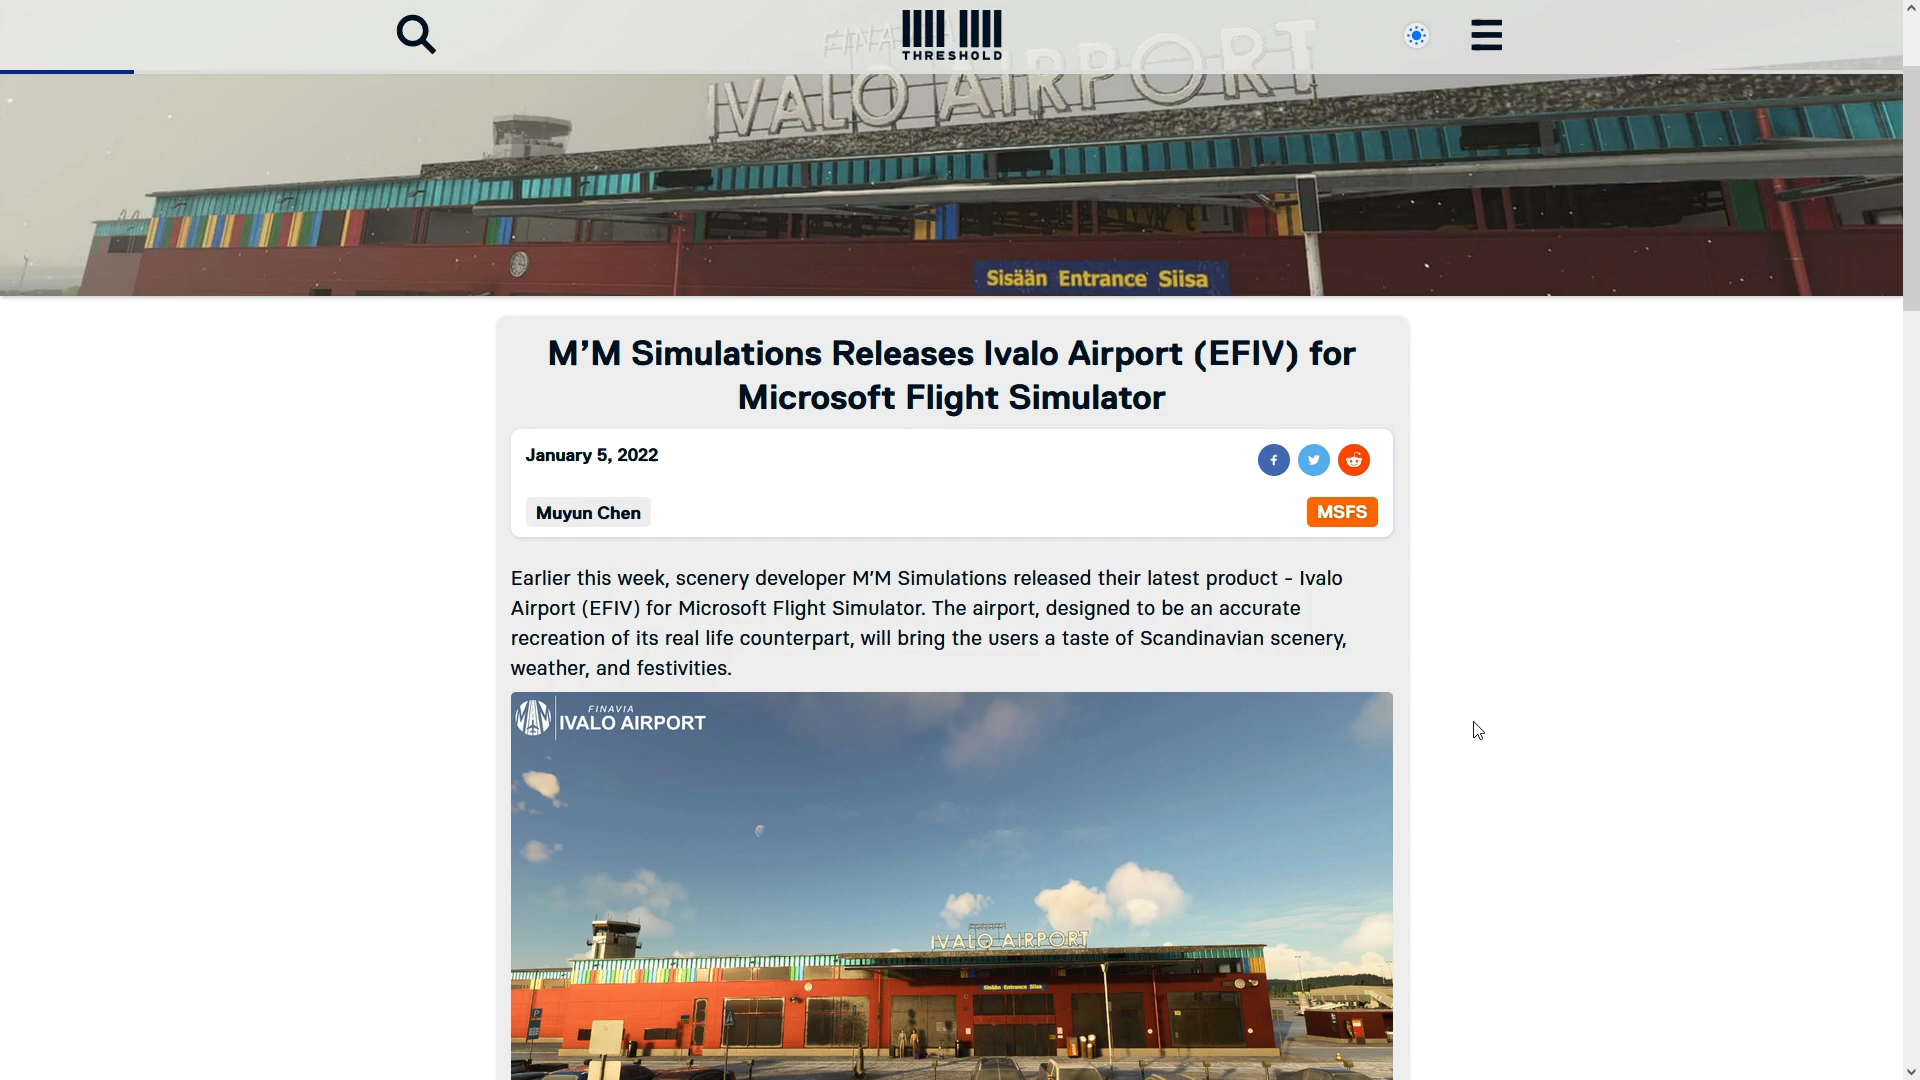 FINAVIA
THRESHOLD
IVALO AIRPORT
Sisään Entrance Siisa
M’M Simulations Releases Ivalo Airport (EFIV) for
Microsoft Flight Simulator
January 5, 2022
Muyun Chen
MSFS
Earlier this week, scenery developer M’M Simulations released their latest product - Ivalo
Airport (EFIV) for Microsoft Flight Simulator. The airport, designed to be an accurate
recreation of its real life counterpart, will bring the users a taste of Scandinavian scenery,
weather, and festivities.
FINAVIA
IVALO AIRPORT
FINAVIA
IVALO AIRPORT
Sisään Entrance Siisa
P